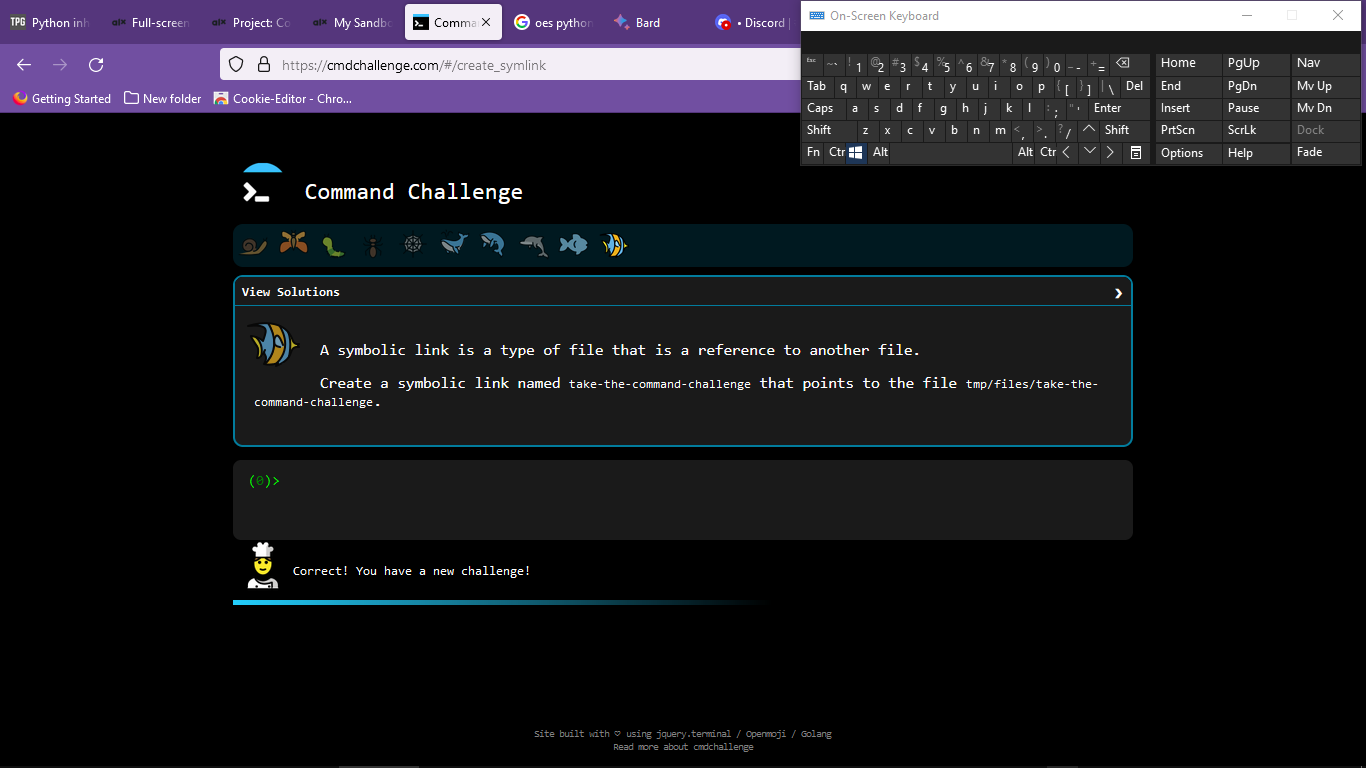 Python inh
Full-screen
Project: Co
My Sandbo
Comma
oes python
Bard
• Discord |
On-Screen Keyboard
https://cmdchallenge.com/#/create_symlink
Getting Started
New folder
Cookie-Editor - Chro...
Esc ~ ` ! 1 @ 2 # 3 $ 4 % 5 ^ 6 & 7 * 8 ( 9 ) 0 _ - + = Home PgUp Nav
Tab q w e r t y u i o p { [ } ] | \ Del End PgDn Mv Up
Caps a s d f g h j k l : ; " ' Enter Insert Pause Mv Dn
Shift z x c v b n m < , > . ? / Shift PrtScn ScrLk Dock
Fn Ctr Alt Alt Ctr Options Help Fade
Command Challenge
View Solutions
A symbolic link is a type of file that is a reference to another file.
Create a symbolic link named take-the-command-challenge that points to the file tmp/files/take-the-
command-challenge.
(0)>
Correct! You have a new challenge!
Site built with ♡ using jquery.terminal / Openmoji / Golang
Read more about cmdchallenge